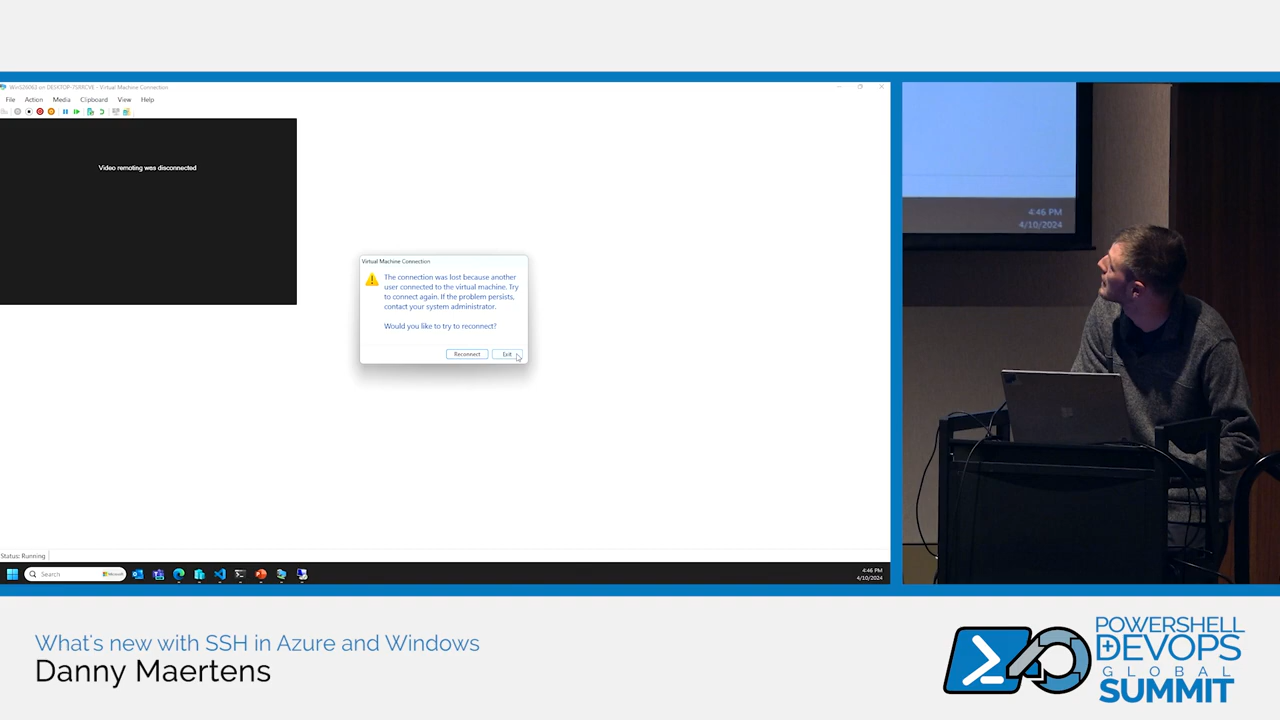 File Action Media Clipboard View Help
Video remoting was disconnected
Virtual Machine Connection
The connection was lost because another
user connected to the virtual machine. Try
to connect again. If the problem persists,
contact your system administrator.
Would you like to try to reconnect?
Reconnect Exit
Status: Running
Search
4:46 PM
4/10/2024
4:46 PM
4/10/2024
What's new with SSH in Azure and Windows
Danny Maertens
POWERSHELL
DEVOPS
GLOBAL
SUMMIT